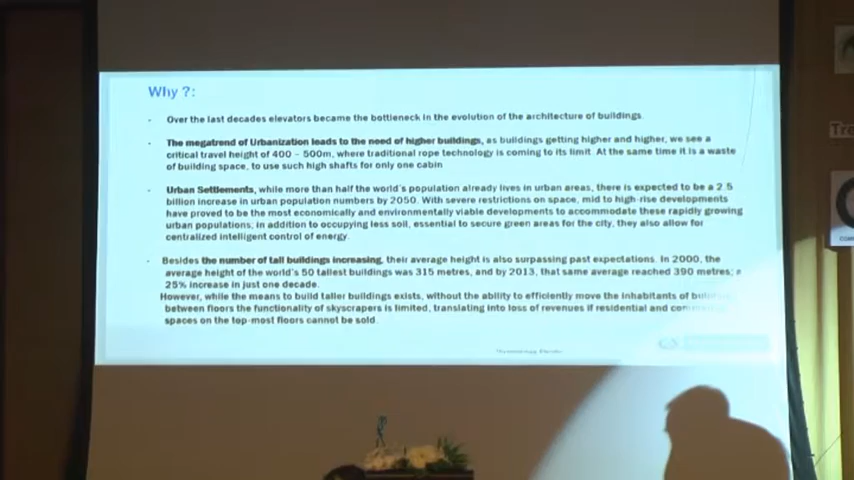 Why ?:
- Over the last decades elevators became the bottleneck in the evolution of the architecture of buildings.
- The megatrend of Urbanization leads to the need of higher buildings, as buildings getting higher and higher, we see a
critical travel height of 400 – 500m, where traditional rope technology is coming to its limit. At the same time it is a waste
of building space, to use such high shafts for only one cabin
- Urban Settlements, while more than half the world's population already lives in urban areas, there is expected to be a 2.5
billion increase in urban population numbers by 2050. With severe restrictions on space, mid to high-rise developments
have proved to be the most economically and environmentally viable developments to accommodate these rapidly growing
urban populations; in addition to occupying less soil, essential to secure green areas for the city, they also allow for
centralized intelligent control of energy.
- Besides the number of tall buildings increasing, their average height is also surpassing past expectations. In 2000, the
average height of the world's 50 tallest buildings was 315 metres, and by 2013, that same average reached 390 metres; a
25% increase in just one decade.
However, while the means to build taller buildings exists, without the ability to efficiently move the inhabitants of
between floors the functionality of skyscrapers is limited, translating into loss of revenues if residential and
spaces on the top-most floors cannot be sold.
Tre